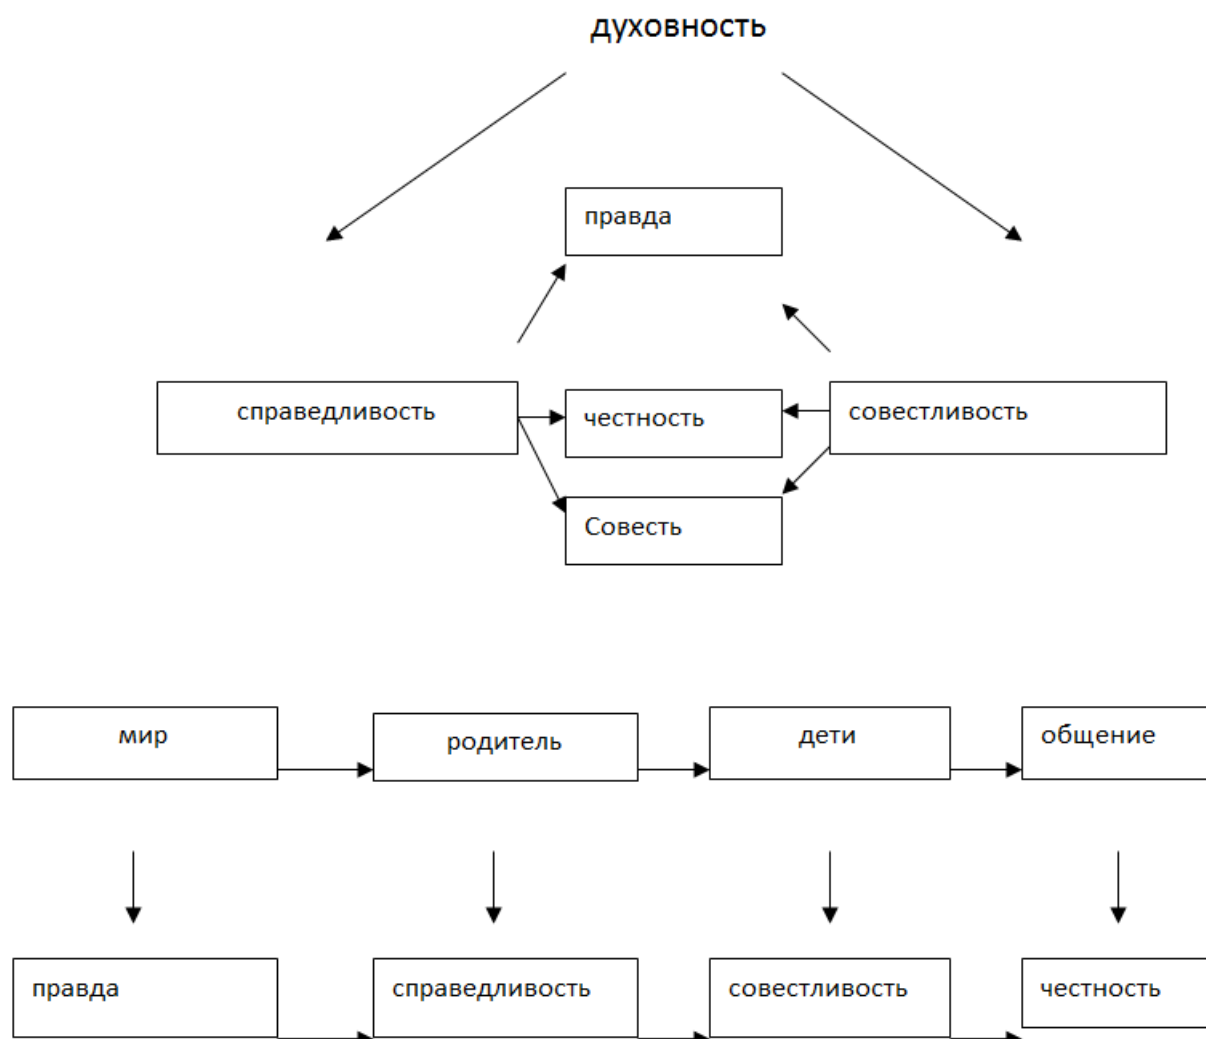 духовность
правда
справедливость
честность
совестливость
Совесть
мир
родитель
дети
общение
правда
справедливость
совестливость
честность